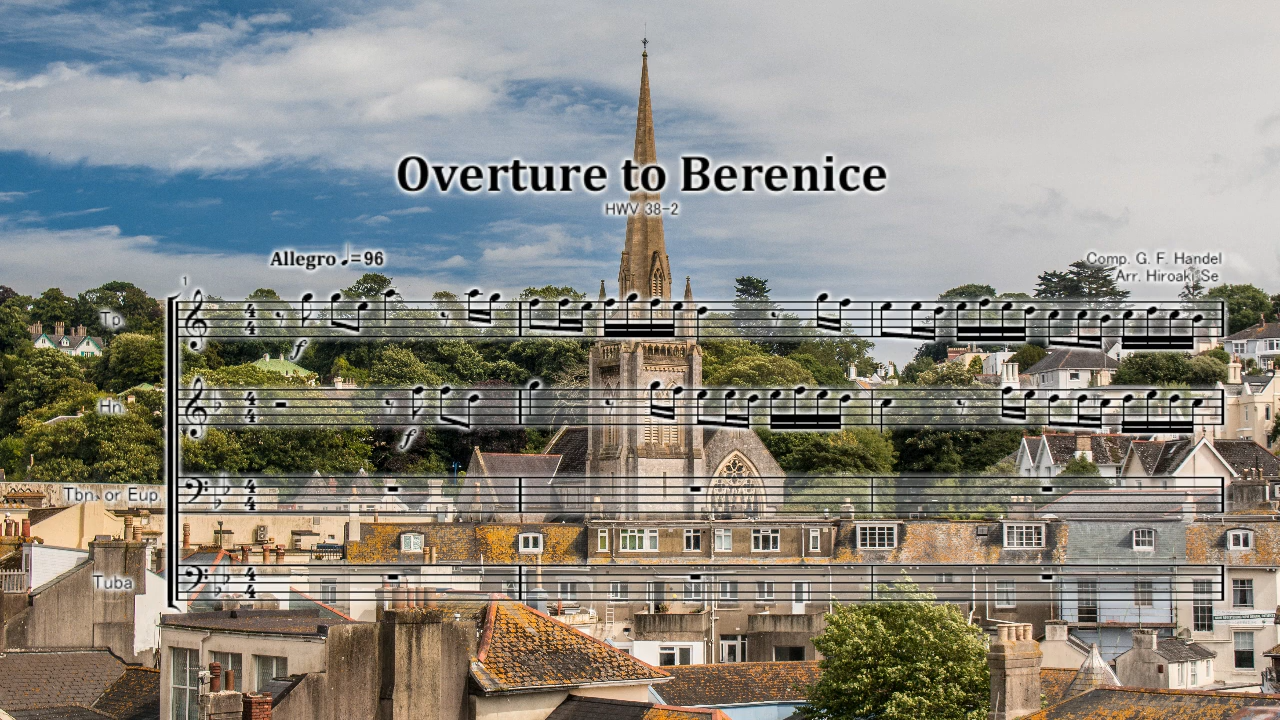 Overture to Berenice
HWV 38-2
Allegro ♩=96
Comp. G. F. Handel
Arr. Hiroaki Se
1
Tp
f
Hn
f
Tbn. or Eup.
Tuba